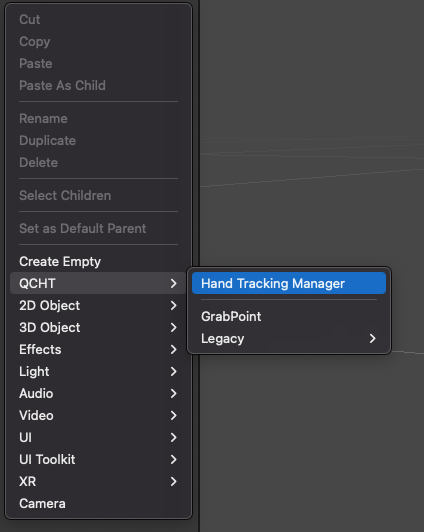 Cut
Copy
Paste
Paste As Child
Rename
Duplicate
Delete
Select Children
Set as Default Parent
Create Empty
QCHT
2D Object
3D Object
Effects
Light
Audio
Video
UI
UI Toolkit
XR
Camera
Hand Tracking Manager
GrabPoint
Legacy